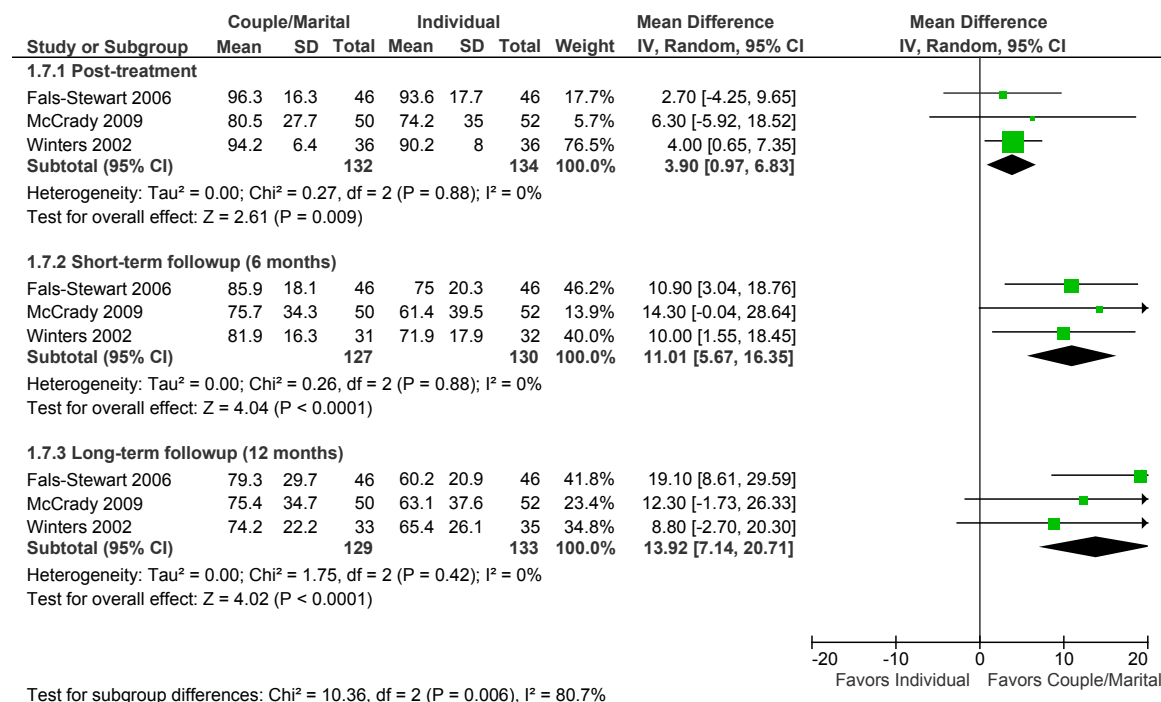 Couple/Marital Individual Mean Difference Mean Difference
Study or Subgroup Mean SD Total Mean SD Total Weight IV, Random, 95% CI IV, Random, 95% CI
1.7.1 Post-treatment
Fals-Stewart 2006 96.3 16.3 46 93.6 17.7 46 17.7% 2.70 [-4.25, 9.65]
McCrady 2009 80.5 27.7 50 74.2 35 52 5.7% 6.30 [-5.92, 18.52]
Winters 2002 94.2 6.4 36 90.2 8 36 76.5% 4.00 [0.65, 7.35]
Subtotal (95% CI) 132 134 100.0% 3.90 [0.97, 6.83]
Heterogeneity: Tau² = 0.00; Chi² = 0.27, df = 2 (P = 0.88); I² = 0%
Test for overall effect: Z = 2.61 (P = 0.009)
1.7.2 Short-term followup (6 months)
Fals-Stewart 2006 85.9 18.1 46 75 20.3 46 46.2% 10.90 [3.04, 18.76]
McCrady 2009 75.7 34.3 50 61.4 39.5 52 13.9% 14.30 [-0.04, 28.64]
Winters 2002 81.9 16.3 31 71.9 17.9 32 40.0% 10.00 [1.55, 18.45]
Subtotal (95% CI) 127 130 100.0% 11.01 [5.67, 16.35]
Heterogeneity: Tau² = 0.00; Chi² = 0.26, df = 2 (P = 0.88); I² = 0%
Test for overall effect: Z = 4.04 (P < 0.0001)
1.7.3 Long-term followup (12 months)
Fals-Stewart 2006 79.3 29.7 46 60.2 20.9 46 41.8% 19.10 [8.61, 29.59]
McCrady 2009 75.4 34.7 50 63.1 37.6 52 23.4% 12.30 [-1.73, 26.33]
Winters 2002 74.2 22.2 33 65.4 26.1 35 34.8% 8.80 [-2.70, 20.30]
Subtotal (95% CI) 129 133 100.0% 13.92 [7.14, 20.71]
Heterogeneity: Tau² = 0.00; Chi² = 1.75, df = 2 (P = 0.42); I² = 0%
Test for overall effect: Z = 4.02 (P < 0.0001)
-20 -10 0 10 20
Favors Individual Favors Couple/Marital
Test for subgroup differences: Chi² = 10.36, df = 2 (P = 0.006), I² = 80.7%